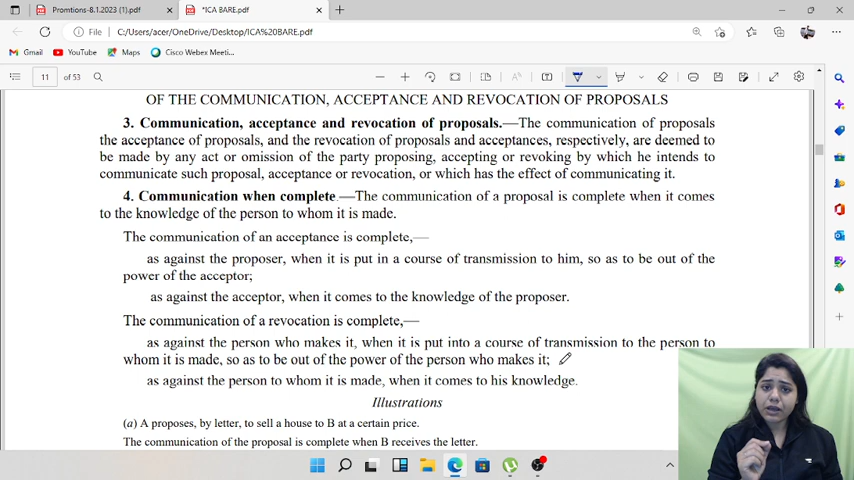 Promtions-8.1.2023 (1).pdf
*ICA BARE.pdf
File
C:/Users/acer/OneDrive/Desktop/ICA%20BARE.pdf
Gmail
YouTube
Maps
Cisco Webex Meeti...
11 of 53
OF THE COMMUNICATION, ACCEPTANCE AND REVOCATION OF PROPOSALS
3. Communication, acceptance and revocation of proposals.—The communication of proposals
the acceptance of proposals, and the revocation of proposals and acceptances, respectively, are deemed to
be made by any act or omission of the party proposing, accepting or revoking by which he intends to
communicate such proposal, acceptance or revocation, or which has the effect of communicating it.
4. Communication when complete.—The communication of a proposal is complete when it comes
to the knowledge of the person to whom it is made.
The communication of an acceptance is complete,—
as against the proposer, when it is put in a course of transmission to him, so as to be out of the
power of the acceptor;
as against the acceptor, when it comes to the knowledge of the proposer.
The communication of a revocation is complete,—
as against the person who makes it, when it is put into a course of transmission to the person to
whom it is made, so as to be out of the power of the person who makes it;
as against the person to whom it is made, when it comes to his knowledge.
Illustrations
(a) A proposes, by letter, to sell a house to B at a certain price.
The communication of the proposal is complete when B receives the letter.